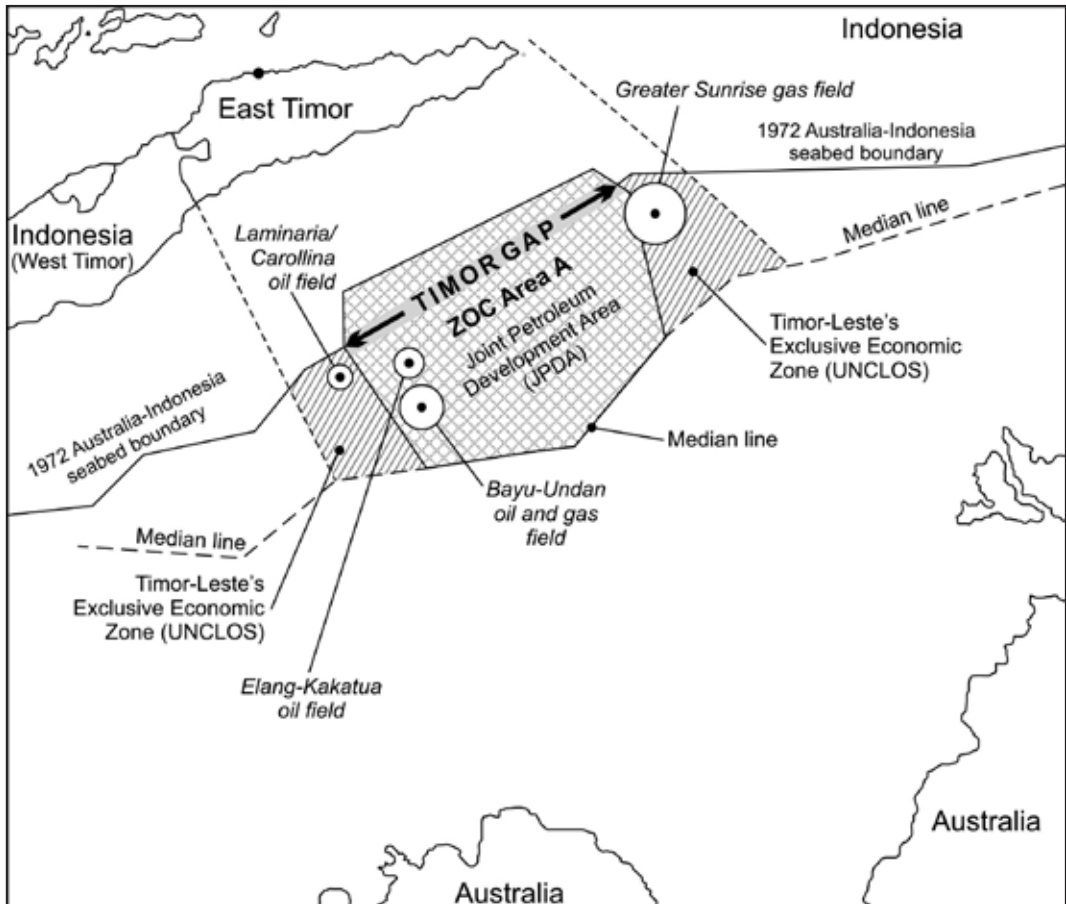 Indonesia
Greater Sunrise gas field
East Timor
1972 Australia-Indonesia
seabed boundary
Indonesia
(West Timor)
Laminaria/
Carollina
oil field
Median line
TIMOR GAP
ZOC Area A
Joint Petroleum
Development Area
(JPDA)
Timor-Leste's
Exclusive Economic
Zone (UNCLOS)
1972 Australia-Indonesia
seabed boundary
Median line
Bayu-Undan
oil and gas
field
Median line
Timor-Leste's
Exclusive Economic
Zone (UNCLOS)
Elang-Kakatua
oil field
Australia
Australia